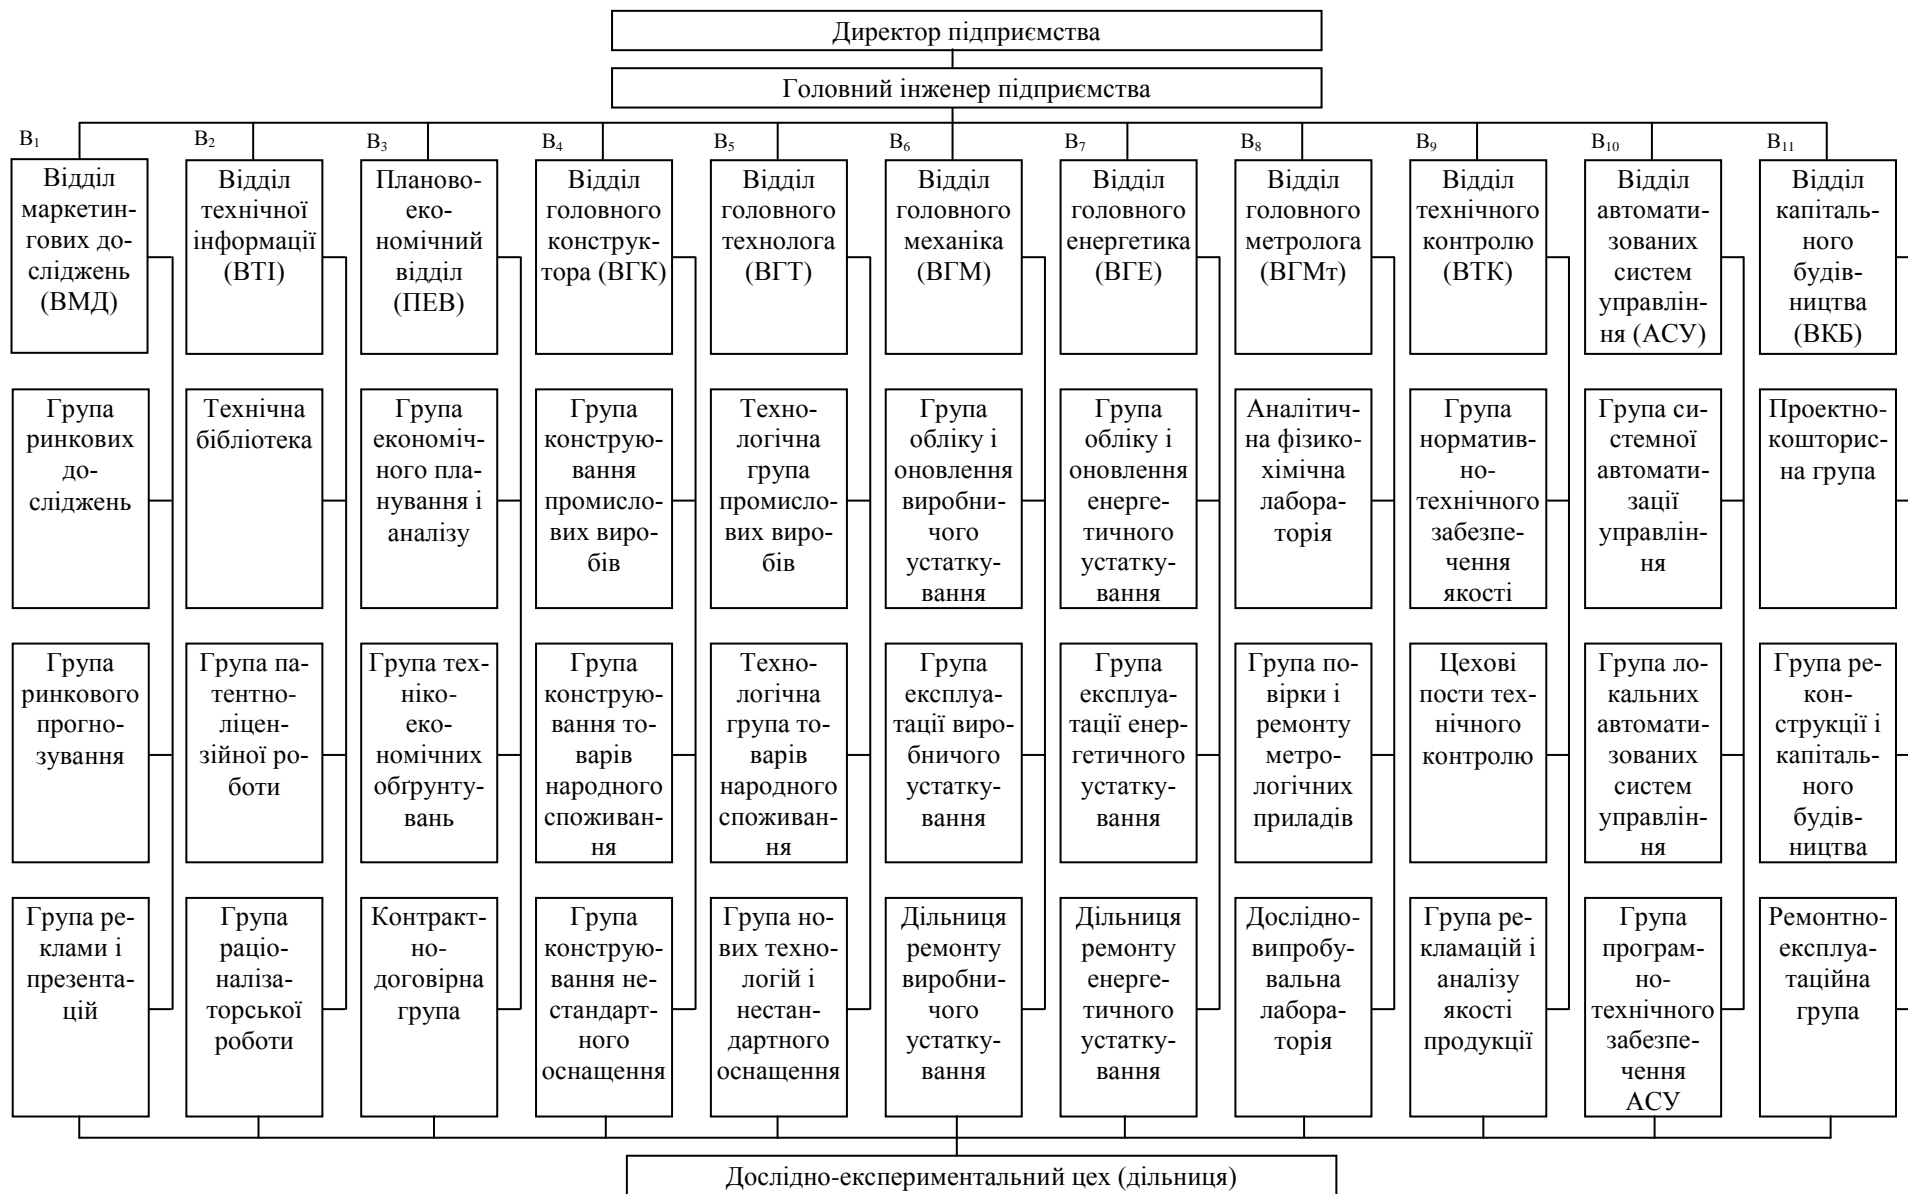 Директор підприємства
Головний інженер підприємства
В₁
Відділ
маркетин-
гових до-
сліджень
(ВМД)
В₂
Відділ
технічної
інформації
(ВТІ)
В₃
Планово-
еко-
номічний
відділ
(ПЕВ)
В₄
Відділ
головного
конструк-
тора (ВГК)
В₅
Відділ
головного
технолога
(ВГТ)
В₆
Відділ
головного
механіка
(ВГМ)
В₇
Відділ
головного
енергетика
(ВГЕ)
В₈
Відділ
головного
метролога
(ВГМт)
В₉
Відділ
технічного
контролю
(ВТК)
В₁₀
Відділ
автомати-
зованих
систем
управлін-
ня (АСУ)
В₁₁
Відділ
капіталь-
ного
будів-
ництва
(ВКБ)
Група
ринкових
до-
сліджень
Технічна
бібліотека
Група
економіч-
ного пла-
нування і
аналізу
Група
конструю-
вання
промисло-
вих виро-
бів
Техно-
логічна
група
промисло-
вих виро-
бів
Група
обліку і
оновлення
виробни-
чого
устатку-
вання
Група
обліку і
оновлення
енерге-
тичного
устатку-
вання
Аналітич-
на фізико-
хімічна
лабора-
торія
Група
норматив-
но-
технічного
забезпе-
чення
якості
Група си-
стемної
автомати-
зації
управлін-
ня
Проектно-
кошторис-
на група
Група
ринкового
прогно-
зування
Група па-
тентно-
ліцен-
зійної ро-
боти
Група тех-
ніко-
еко-
номічних
обґрунту-
вань
Група
конструю-
вання то-
варів
народного
споживан-
ня
Техно-
логічна
група то-
варів
народного
споживан-
ня
Група
експлуа-
тації виро-
бничого
устатку-
вання
Група
експлуа-
тації енер-
гетичного
устатку-
вання
Група по-
вірки і
ремонту
метро-
логічних
приладів
Цехові
пости тех-
нічного
контролю
Група ло-
кальних
автомати-
зованих
систем
управлін-
ня
Група ре-
кон-
струкції і
капіталь-
ного
будів-
ництва
Група ре-
клами і
презента-
цій
Група
раціо-
наліза-
торської
роботи
Контракт-
но-
договірна
група
Група
конструю-
вання не-
стандарт-
ного
оснащення
Група но-
вих техно-
логій і
нестан-
дартного
оснащення
Дільниця
ремонту
виробни-
чого
устатку-
вання
Дільниця
ремонту
енерге-
тичного
устатку-
вання
Дослідно-
випробу-
вальна
лабора-
торія
Група ре-
кламацій і
аналізу
якості
продукції
Група
програм-
но-
технічного
забезпе-
чення
АСУ
Ремонтно-
експлуа-
таційна
група
Дослідно-експериментальний цех (дільниця)